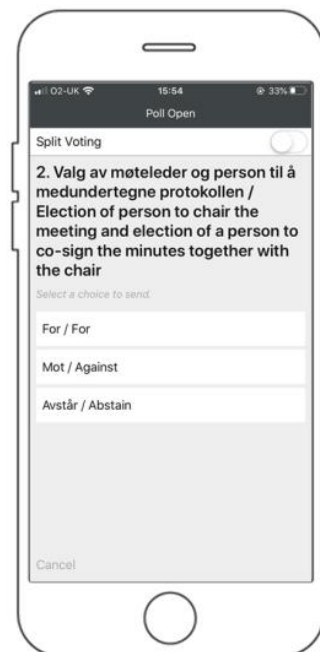 O2-UK 15:54 33%
Poll Open
Split Voting
2. Valg av møteleder og person til å
medundertegne protokollen /
Election of person to chair the
meeting and election of a person to
co-sign the minutes together with
the chair
Select a choice to send.
For / For
Mot / Against
Avstår / Abstain
Cancel